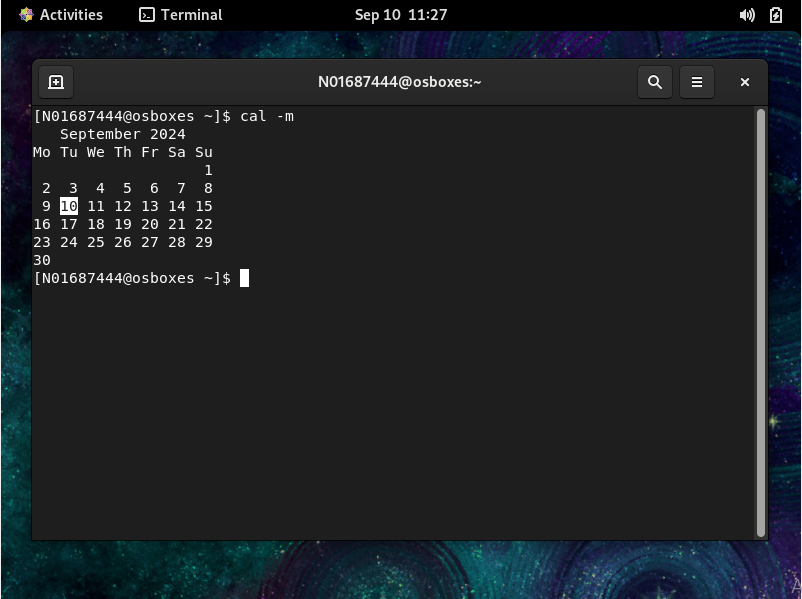 Activities Terminal Sep 10 11:27
N01687444@osboxes:~
[N01687444@osboxes ~]$ cal -m
   September 2024
Mo Tu We Th Fr Sa Su
                   1
 2  3  4  5  6  7  8
 9 10 11 12 13 14 15
16 17 18 19 20 21 22
23 24 25 26 27 28 29
30
[N01687444@osboxes ~]$